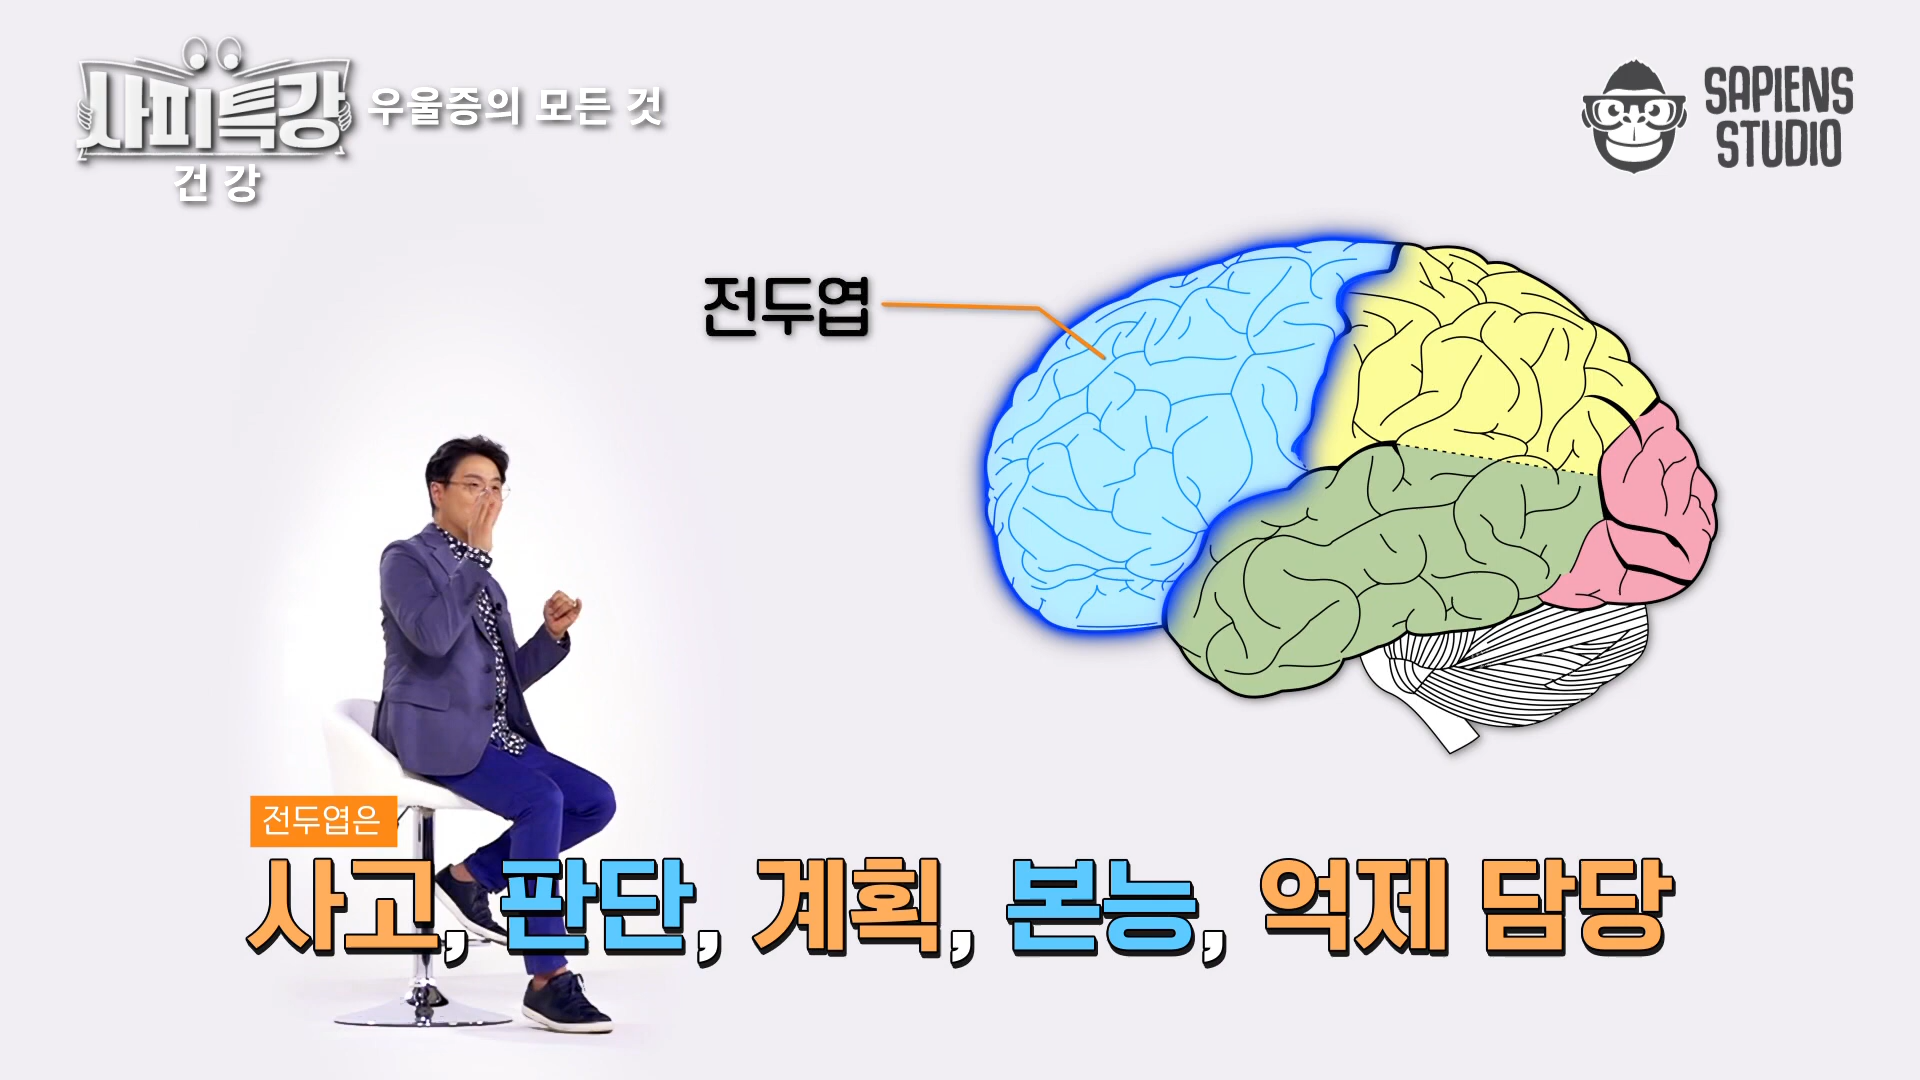 사피특강
건강
우울증의 모든 것
SAPIENS
STUDIO
전두엽
전두엽은
사고, 판단, 계획, 본능, 억제 담당